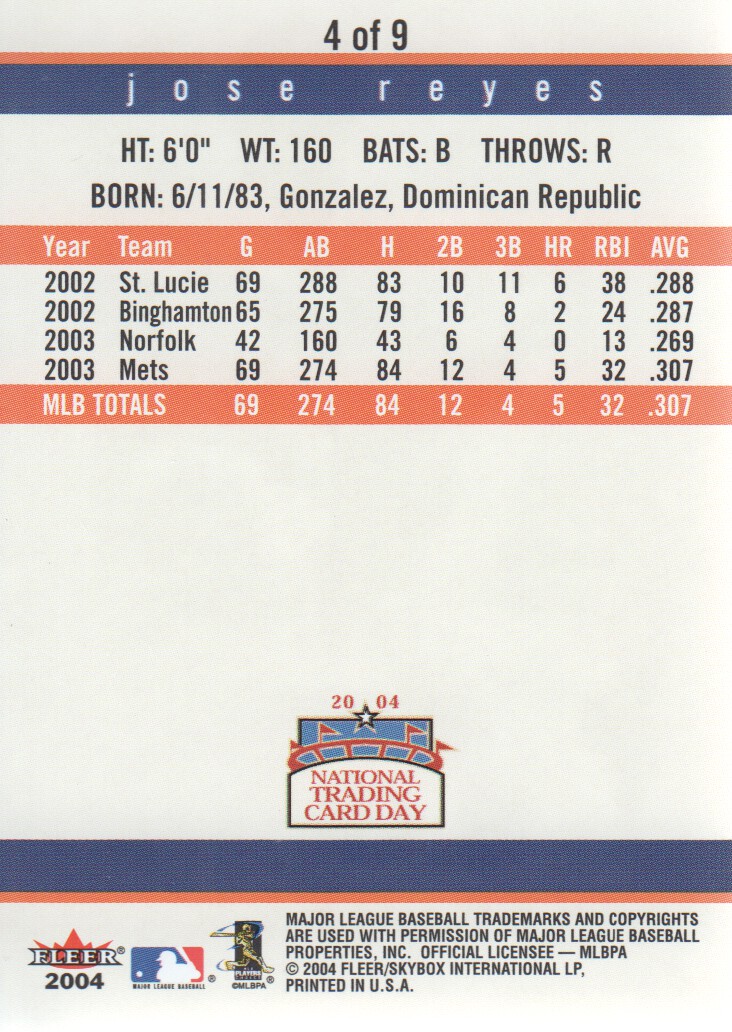 4 of 9
jose reyes
HT: 6'0" WT: 160 BATS: B THROWS: R
BORN: 6/11/83, Gonzalez, Dominican Republic
Year Team G AB H 2B 3B HR RBI AVG
2002 St. Lucie 69 288 83 10 11 6 38 .288
2002 Binghamton 65 275 79 16 8 2 24 .287
2003 Norfolk 42 160 43 6 4 0 13 .269
2003 Mets 69 274 84 12 4 5 32 .307
MLB TOTALS 69 274 84 12 4 5 32 .307
20 04
NATIONAL
TRADING
CARD DAY
FLEER®
2004
MAJOR LEAGUE BASEBALL
®
PLAYERS
®
©MLBPA
MAJOR LEAGUE BASEBALL TRADEMARKS AND COPYRIGHTS
ARE USED WITH PERMISSION OF MAJOR LEAGUE BASEBALL
PROPERTIES, INC. OFFICIAL LICENSEE — MLBPA
© 2004 FLEER/SKYBOX INTERNATIONAL LP,
PRINTED IN U.S.A.